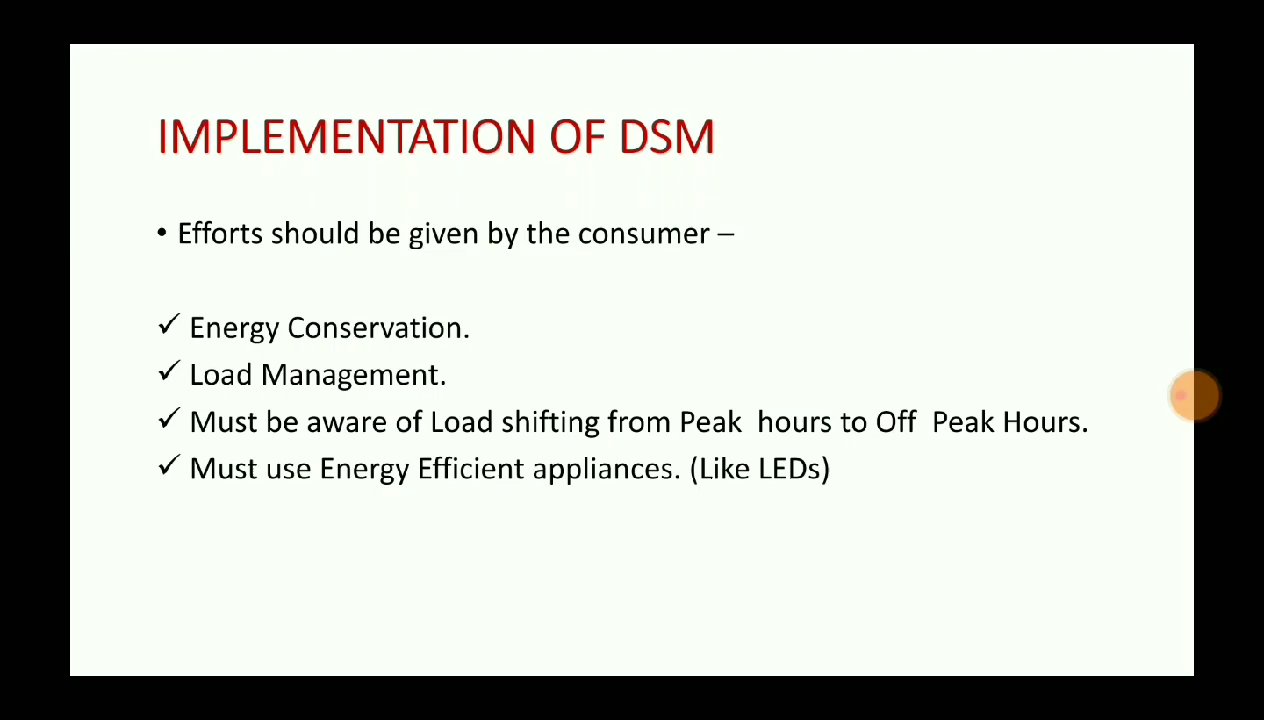 IMPLEMENTATION OF DSM
• Efforts should be given by the consumer –
✓ Energy Conservation.
✓ Load Management.
✓ Must be aware of Load shifting from Peak  hours to Off  Peak Hours.
✓ Must use Energy Efficient appliances. (Like LEDs)